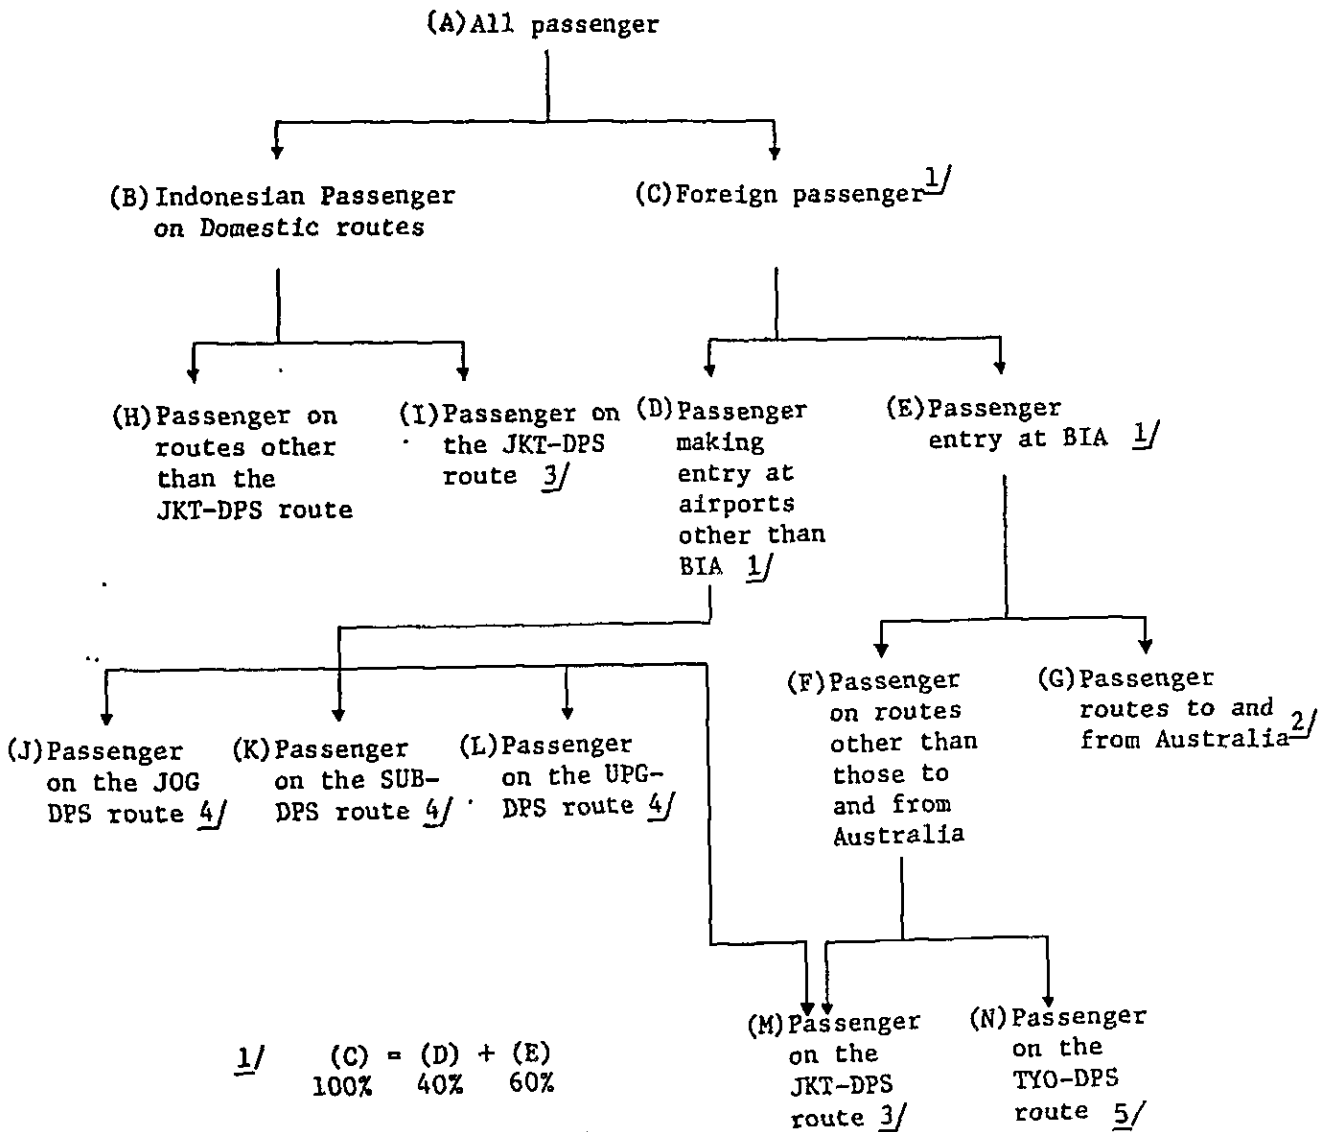 (A)All passenger
(B)Indonesian Passenger
on Domestic routes
(C)Foreign passenger 1/
(H)Passenger on
routes other
than the
JKT-DPS route
(I)Passenger on
the JKT-DPS
route 3/
(D)Passenger
making
entry at
airports
other than
BIA 1/
(E)Passenger
entry at BIA 1/
(F)Passenger
on routes
other than
those to
and from
Australia
(G)Passenger
routes to and
from Australia 2/
(J)Passenger
on the JOG
DPS route 4/
(K)Passenger
on the SUB-
DPS route 4/
(L)Passenger
on the UPG-
DPS route 4/
(M)Passenger
on the
JKT-DPS
route 3/
(N)Passenger
on the
TYO-DPS
route 5/
1/ (C) = (D) + (E)
100% 40% 60%